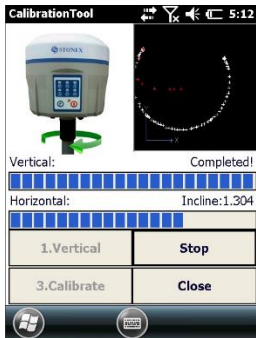 CalibrationTool 5:12
STONEX
X
Vertical: Completed!
Horizontal: Incline:1.304
1.Vertical Stop
3.Calibrate Close